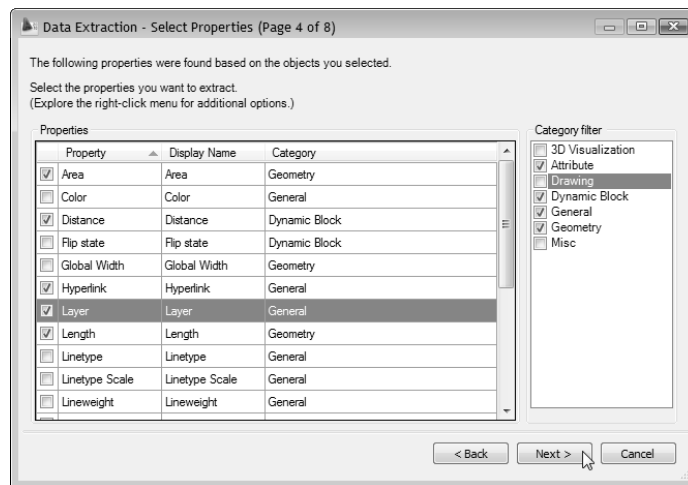 Data Extraction - Select Properties (Page 4 of 8)
The following properties were found based on the objects you selected.
Select the properties you want to extract.
(Explore the right-click menu for additional options.)
Properties
Property Display Name Category
Area Area Geometry
Color Color General
Distance Distance Dynamic Block
Flip state Flip state Dynamic Block
Global Width Global Width Geometry
Hyperlink Hyperlink General
Layer Layer General
Length Length Geometry
Linetype Linetype General
Linetype Scale Linetype Scale General
Lineweight Lineweight General
Category filter
3D Visualization
Attribute
Drawing
Dynamic Block
General
Geometry
Misc
< Back Next > Cancel